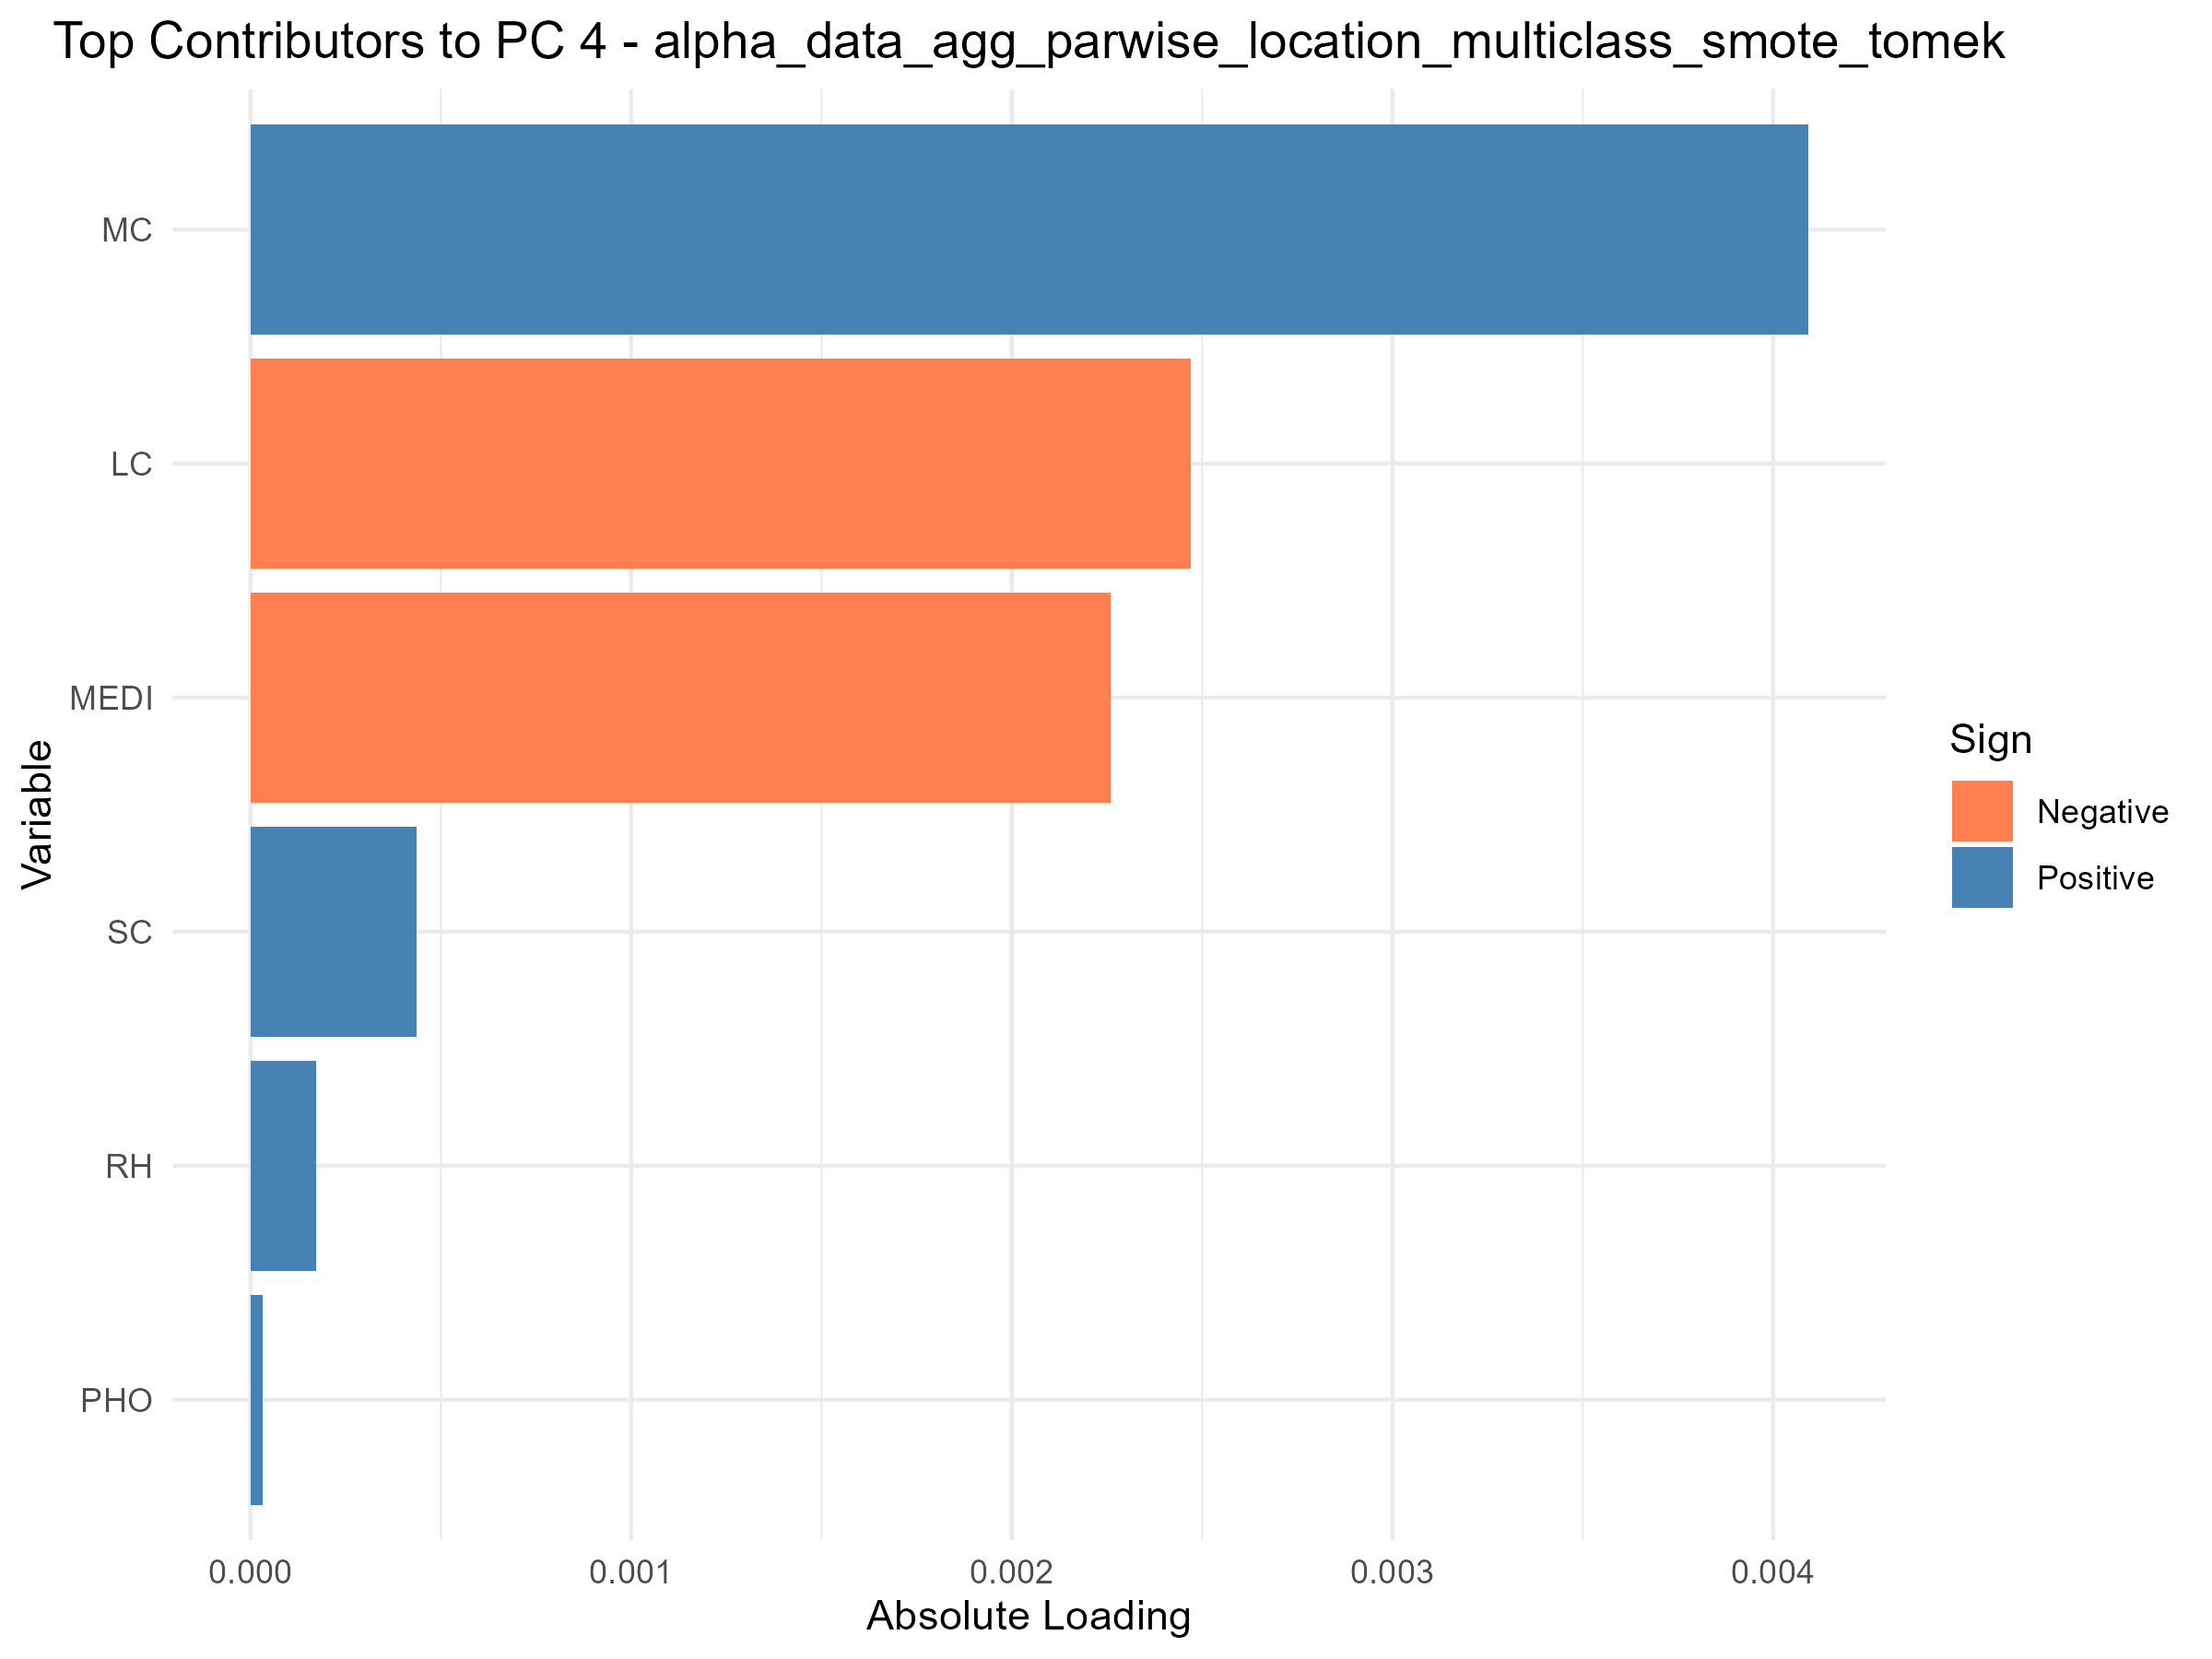 Top Contributors to PC 4 - alpha_data_agg_parwise_location_multiclass_smote_tomek
MC
LC
MEDI
SC
RH
PHO
Variable
0.000
0.001
0.002
0.003
0.004
Absolute Loading
Sign
Negative
Positive